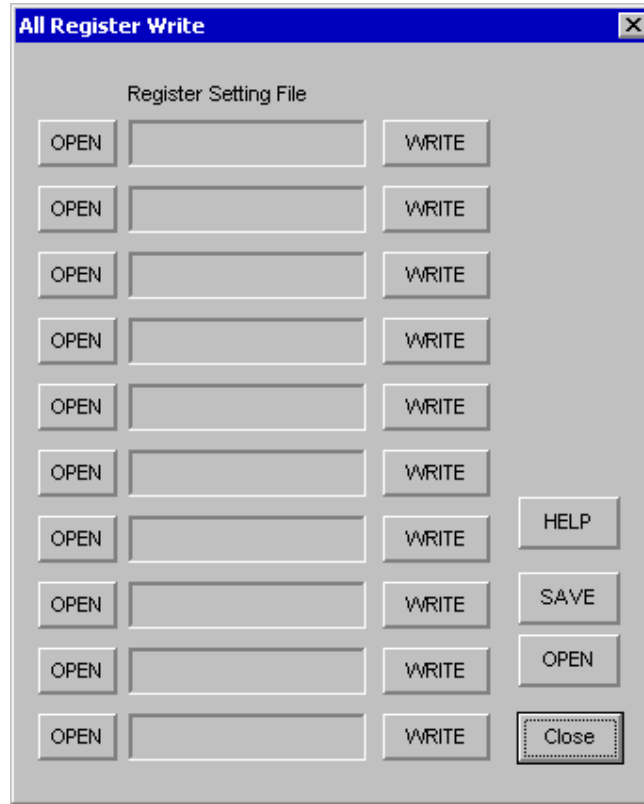 All Register Write
Register Setting File
OPEN WRITE
OPEN WRITE
OPEN WRITE
OPEN WRITE
OPEN WRITE
OPEN WRITE
OPEN WRITE HELP
OPEN WRITE SAVE
OPEN WRITE OPEN
OPEN WRITE Close